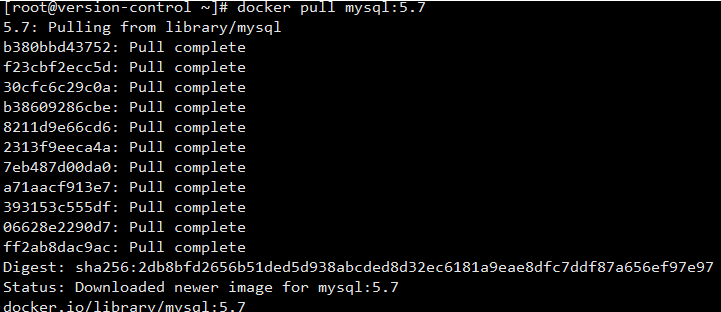 [root@version-control ~]# docker pull mysql:5.7
5.7: Pulling from library/mysql
b380bbd43752: Pull complete
f23cbf2ecc5d: Pull complete
30cfc6c29c0a: Pull complete
b38609286cbe: Pull complete
8211d9e66cd6: Pull complete
2313f9eeca4a: Pull complete
7eb487d00da0: Pull complete
a71aacf913e7: Pull complete
393153c555df: Pull complete
06628e2290d7: Pull complete
ff2ab8dac9ac: Pull complete
Digest: sha256:2db8bfd2656b51ded5d938abcded8d32ec6181a9eae8dfc7ddf87a656ef97e97
Status: Downloaded newer image for mysql:5.7
docker.io/library/mysql:5.7